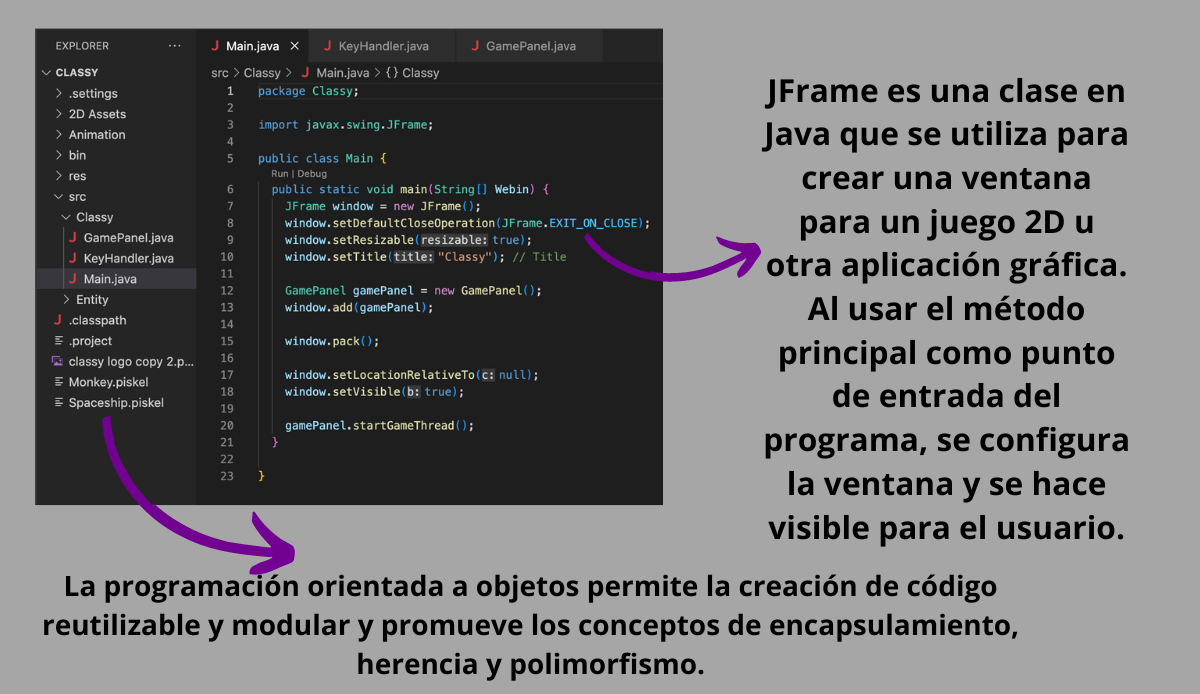 EXPLORER ...
CLASSY
.settings
2D Assets
Animation
bin
res
src
Classy
GamePanel.java
KeyHandler.java
Main.java
Entity
.classpath
.project
classy logo copy 2.p...
Monkey.piskel
Spaceship.piskel
Main.java KeyHandler.java GamePanel.java
src > Classy > Main.java > {} Classy
1 package Classy;
2
3 import javax.swing.JFrame;
4
5 public class Main {
Run | Debug
6 public static void main(String[] Webin) {
7 JFrame window = new JFrame();
8 window.setDefaultCloseOperation(JFrame.EXIT_ON_CLOSE);
9 window.setResizable(resizable: true);
10 window.setTitle(title: "Classy"); // Title
11
12 GamePanel gamePanel = new GamePanel();
13 window.add(gamePanel);
14
15 window.pack();
16
17 window.setLocationRelativeTo(c: null);
18 window.setVisible(b: true);
19
20 gamePanel.startGameThread();
21 }
22
23 }
JFrame es una clase en
Java que se utiliza para
crear una ventana
para un juego 2D u
otra aplicación gráfica.
Al usar el método
principal como punto
de entrada del
programa, se configura
la ventana y se hace
visible para el usuario.
La programación orientada a objetos permite la creación de código
reutilizable y modular y promueve los conceptos de encapsulamiento,
herencia y polimorfismo.